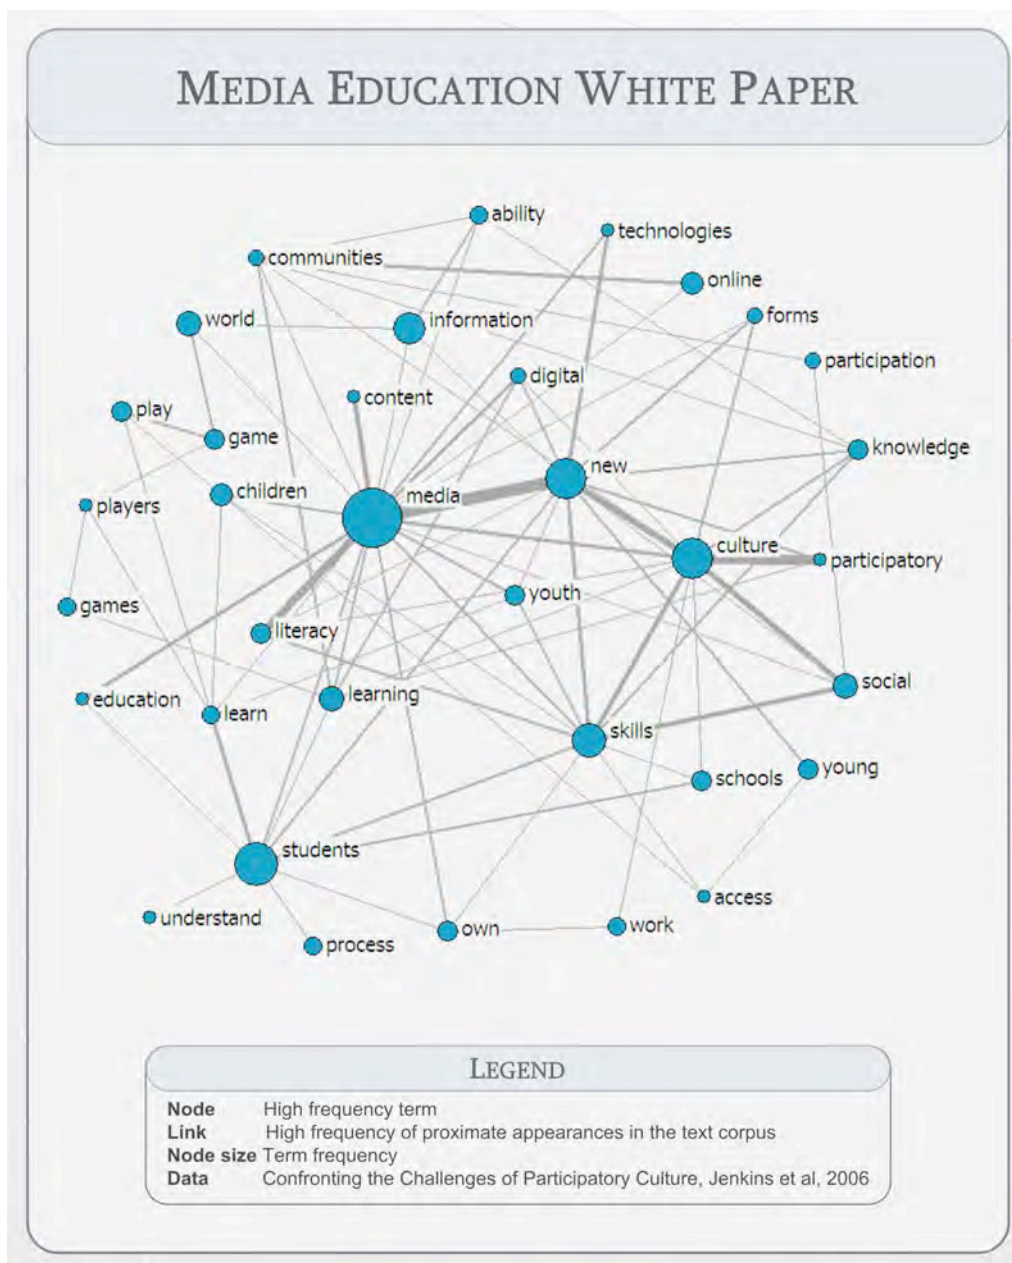 MEDIA EDUCATION WHITE PAPER
ability
technologies
communities
online
world
information
forms
participation
digital
content
play
game
knowledge
new
children
media
players
culture
participatory
youth
games
literacy
social
learning
education
learn
skills
young
schools
students
access
understand
own
work
process
LEGEND
Node High frequency term
Link High frequency of proximate appearances in the text corpus
Node size Term frequency
Data Confronting the Challenges of Participatory Culture, Jenkins et al, 2006